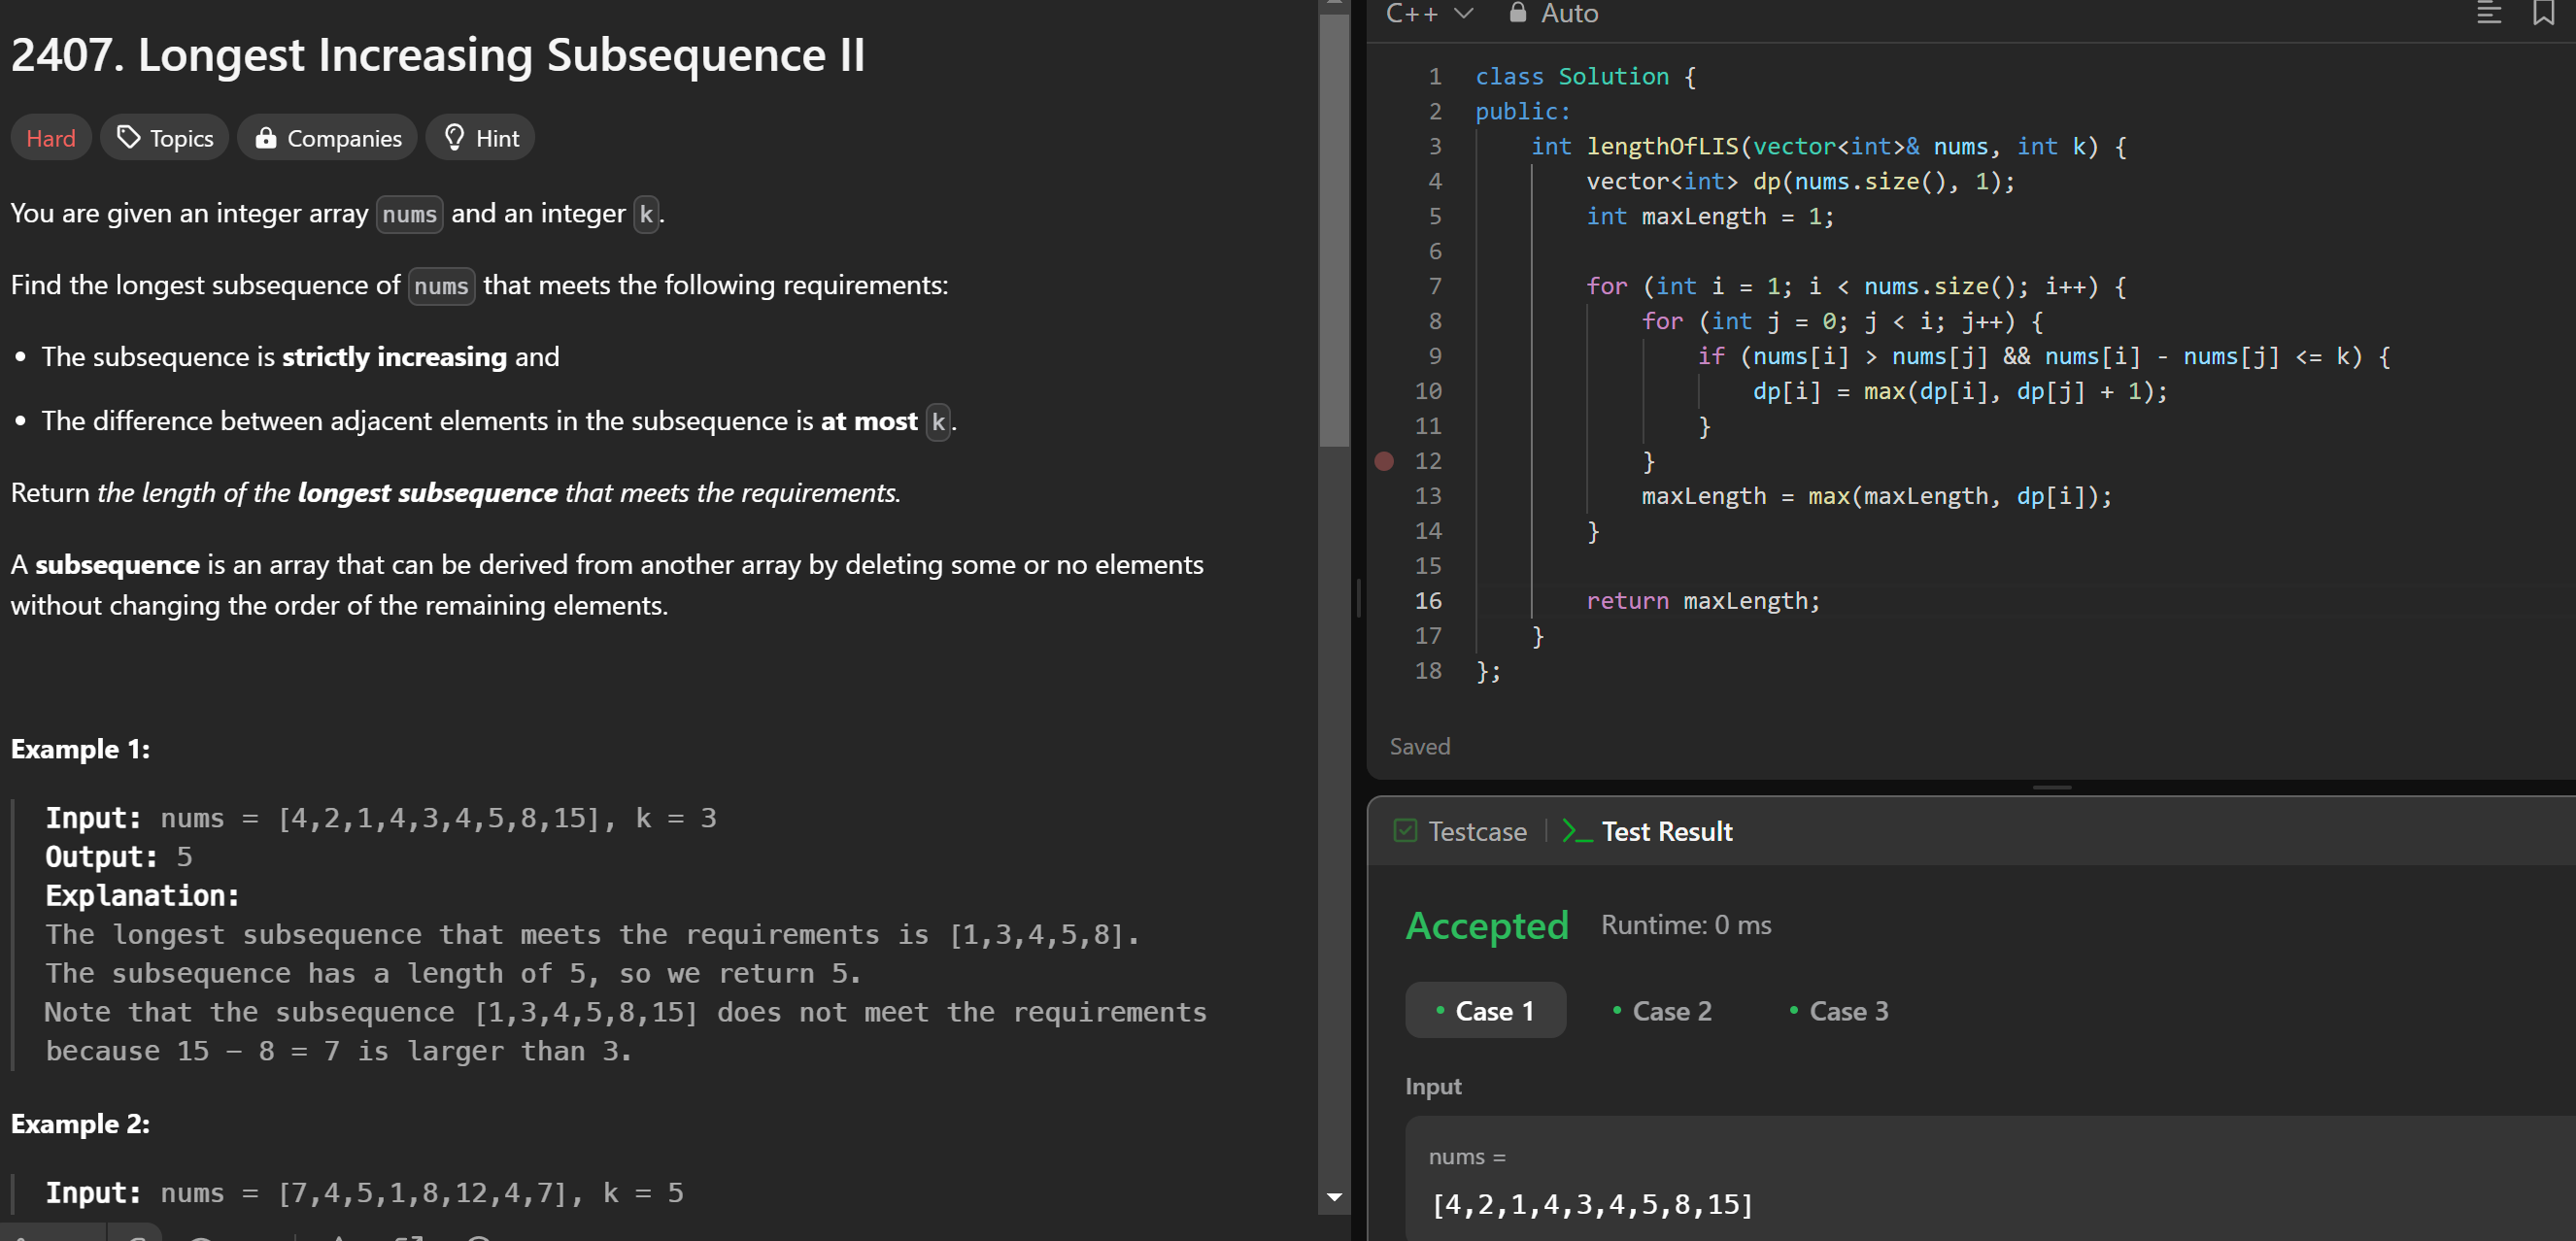 2407. Longest Increasing Subsequence II
Hard Topics Companies Hint
You are given an integer array nums and an integer k.
Find the longest subsequence of nums that meets the following requirements:
• The subsequence is strictly increasing and
• The difference between adjacent elements in the subsequence is at most k.
Return the length of the longest subsequence that meets the requirements.
A subsequence is an array that can be derived from another array by deleting some or no elements
without changing the order of the remaining elements.
Example 1:
Input: nums = [4,2,1,4,3,4,5,8,15], k = 3
Output: 5
Explanation:
The longest subsequence that meets the requirements is [1,3,4,5,8].
The subsequence has a length of 5, so we return 5.
Note that the subsequence [1,3,4,5,8,15] does not meet the requirements
because 15 − 8 = 7 is larger than 3.
Example 2:
Input: nums = [7,4,5,1,8,12,4,7], k = 5
C++ Auto
1 class Solution {
2 public:
3     int lengthOfLIS(vector<int>& nums, int k) {
4         vector<int> dp(nums.size(), 1);
5         int maxLength = 1;
6
7         for (int i = 1; i < nums.size(); i++) {
8             for (int j = 0; j < i; j++) {
9                 if (nums[i] > nums[j] && nums[i] - nums[j] <= k) {
10                     dp[i] = max(dp[i], dp[j] + 1);
11                 }
12             }
13             maxLength = max(maxLength, dp[i]);
14         }
15
16         return maxLength;
17     }
18 };
Saved
Testcase | >_ Test Result
Accepted Runtime: 0 ms
• Case 1 • Case 2 • Case 3
Input
nums =
[4,2,1,4,3,4,5,8,15]